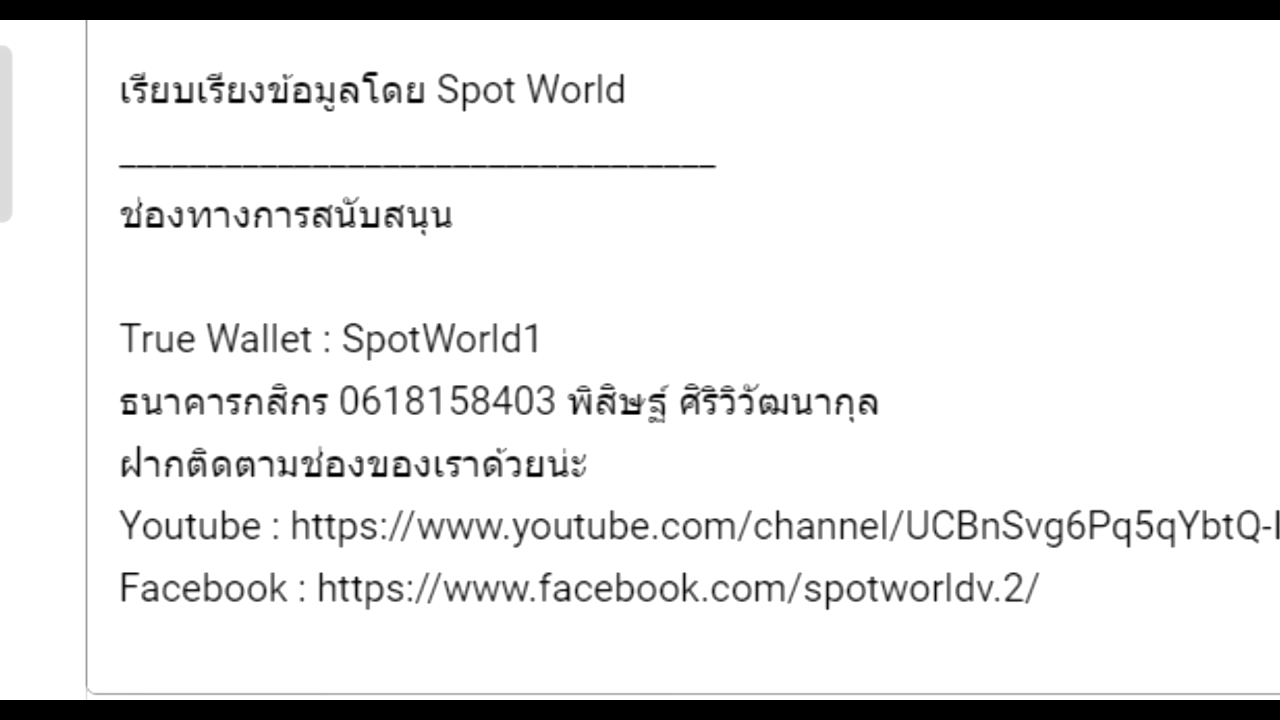 เรียบเรียงข้อมูลโดย Spot World
__________________________________
ช่องทางการสนับสนุน
True Wallet : SpotWorld1
ธนาคารกสิกร 0618158403 พิสิษฐ์ ศิริวิวัฒนากุล
ฝากติดตามช่องของเราด้วยน่ะ
Youtube : https://www.youtube.com/channel/UCBnSvg6Pq5qYbtQ-
Facebook : https://www.facebook.com/spotworldv.2/